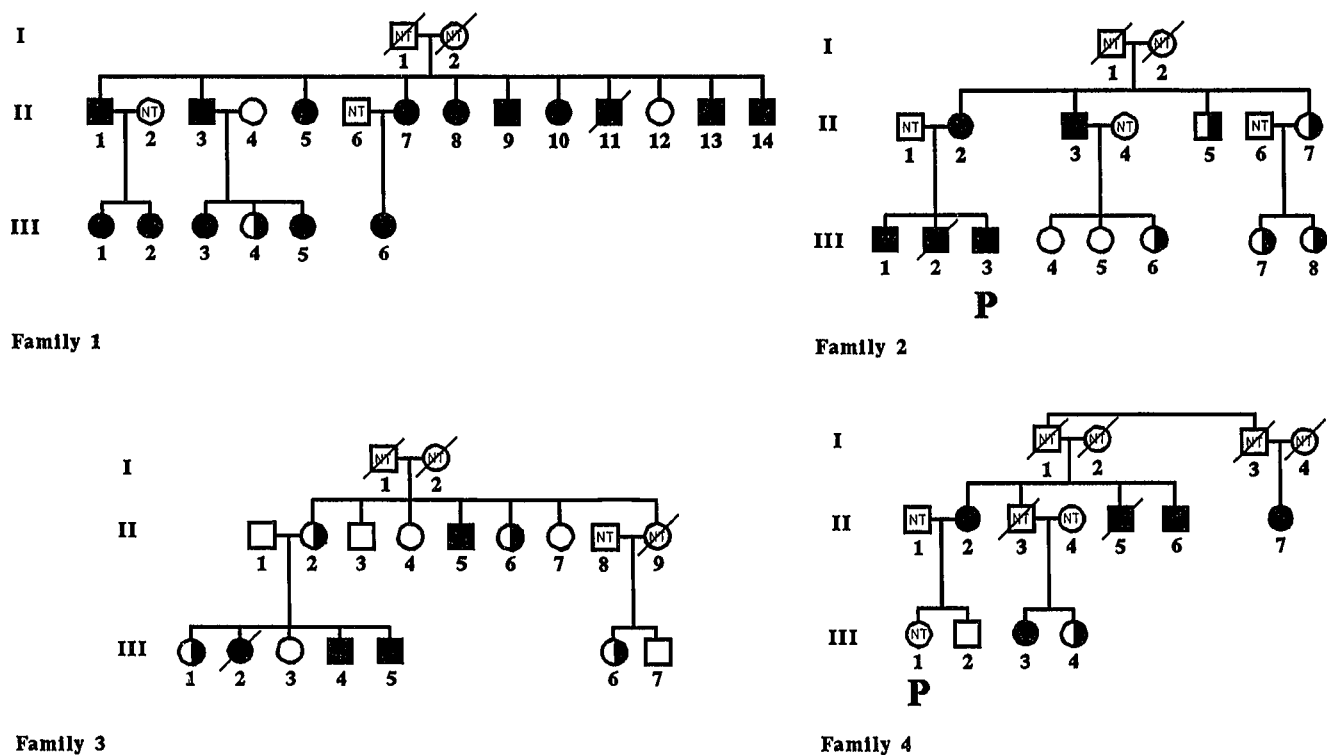 I
NT NT
1 2
II
NT NT
1 2 3 4 5 6 7 8 9 10 11 12 13 14
III
1 2 3 4 5 6
Family 1
I
NT NT
1 2
II
NT NT NT
1 2 3 4 5 6 7
III
1 2 3 4 5 6 7 8
P
Family 2
I
NT NT
1 2
II
NT NT
1 2 3 4 5 6 7 8 9
III
1 2 3 4 5 6 7
Family 3
I
NT NT NT NT
1 2 3 4
II
NT NT NT
1 2 3 4 5 6 7
III
NT
1 2 3 4
P
Family 4